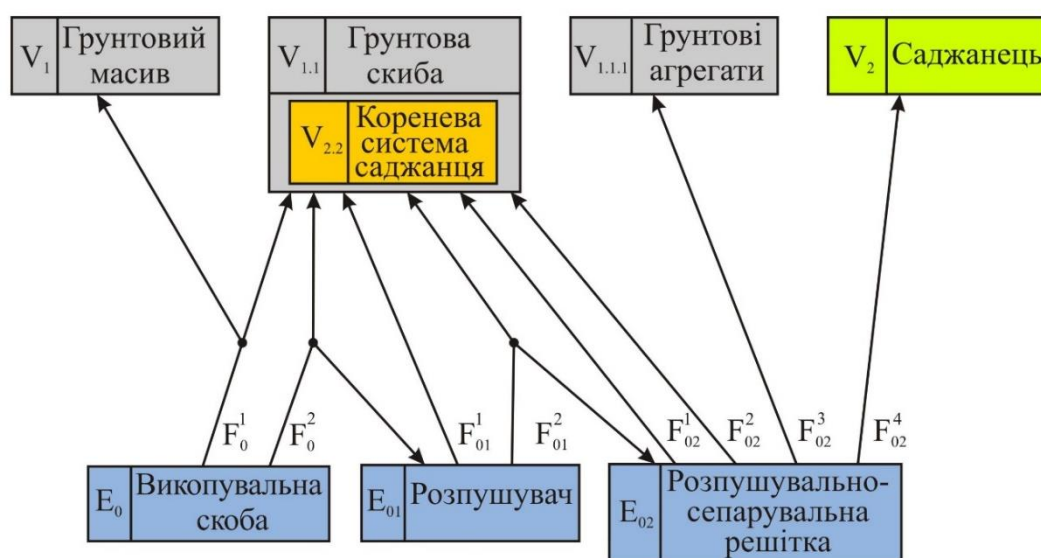 V₁ Грунтовий
масив
V₁.₁ Грунтова
скиба
V₂.₂ Коренева
система
саджанця
V₁.₁.₁ Грунтові
агрегати
V₂ Саджанець
F₀¹ F₀² F₀₁¹ F₀₁² F₀₂¹ F₀₂² F₀₂³ F₀₂⁴
E₀ Викопувальна
скоба
E₀₁ Розпушувач
E₀₂ Розпушувально-
сепарувальна
решітка